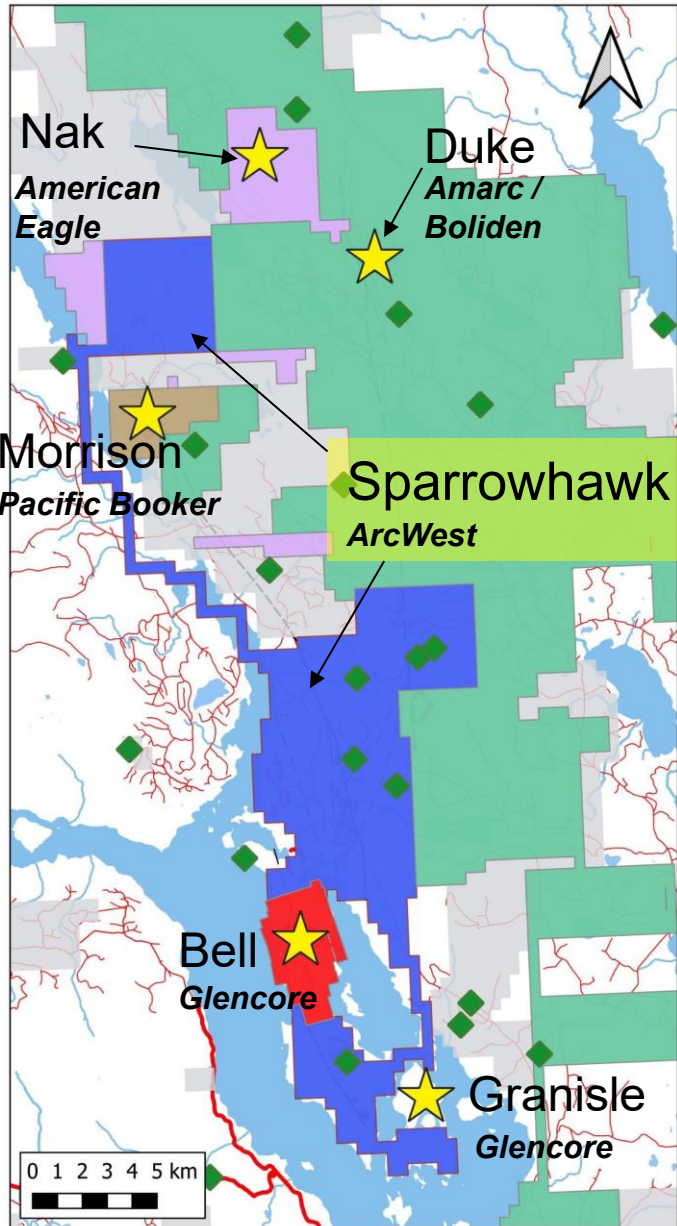 Nak
American
Eagle
Duke
Amarc /
Boliden
Morrison
Pacific Booker
Sparrowhawk
ArcWest
Bell
Glencore
Granisle
Glencore
0 1 2 3 4 5 km